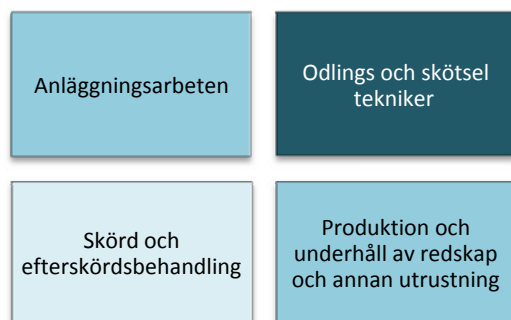 Anläggningsarbeten
Odlings och skötsel
tekniker
Skörd och
efterskördsbehandling
Produktion och
underhåll av redskap
och annan utrustning